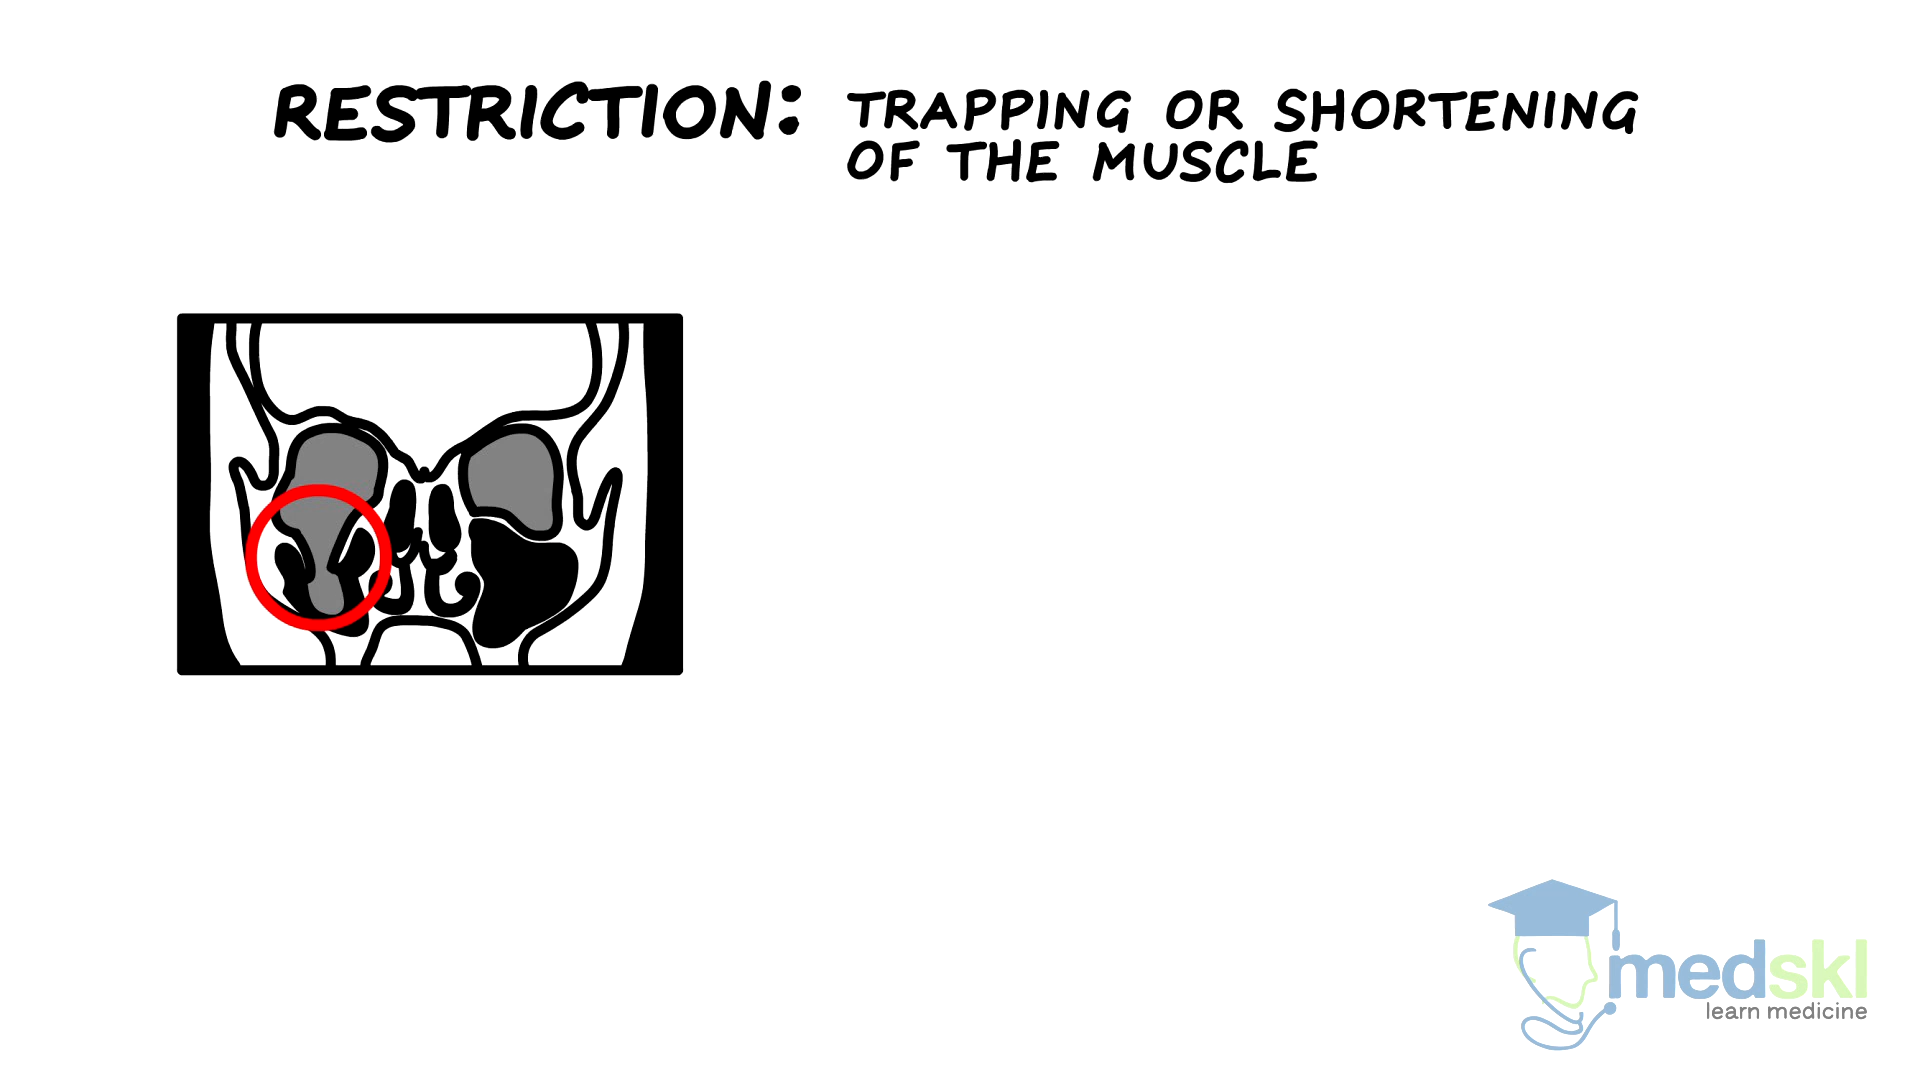 RESTRICTION: TRAPPING OR SHORTENING
OF THE MUSCLE
medskl
learn medicine